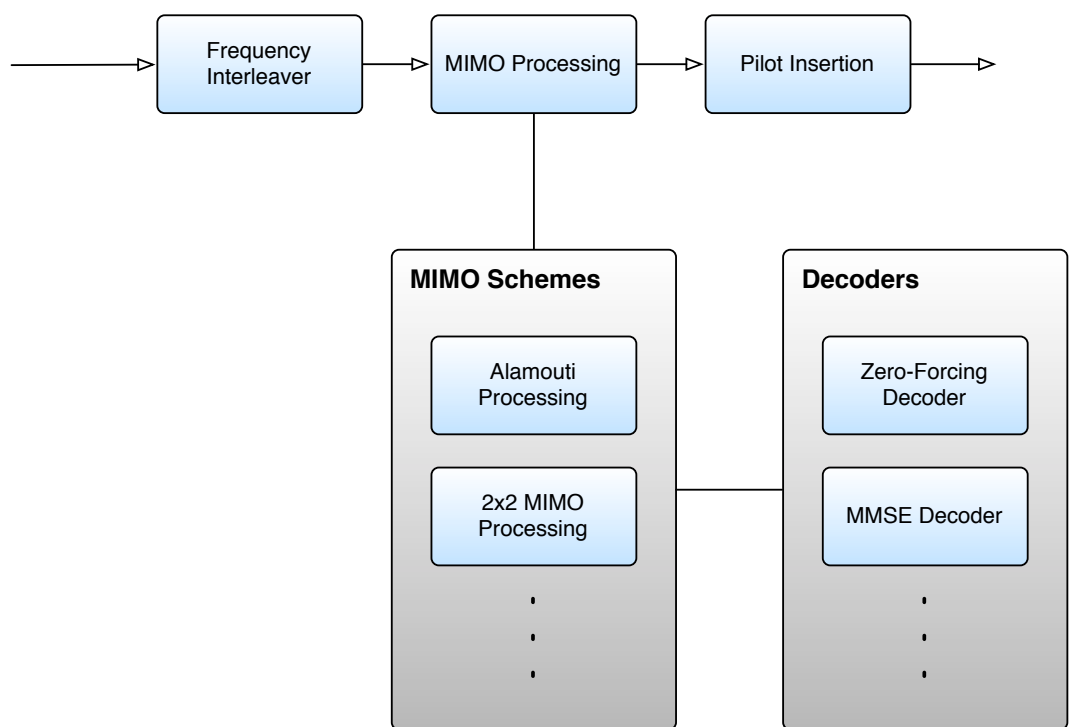 Frequency
Interleaver
MIMO Processing
Pilot Insertion
MIMO Schemes
Alamouti
Processing
2x2 MIMO
Processing
Decoders
Zero-Forcing
Decoder
MMSE Decoder